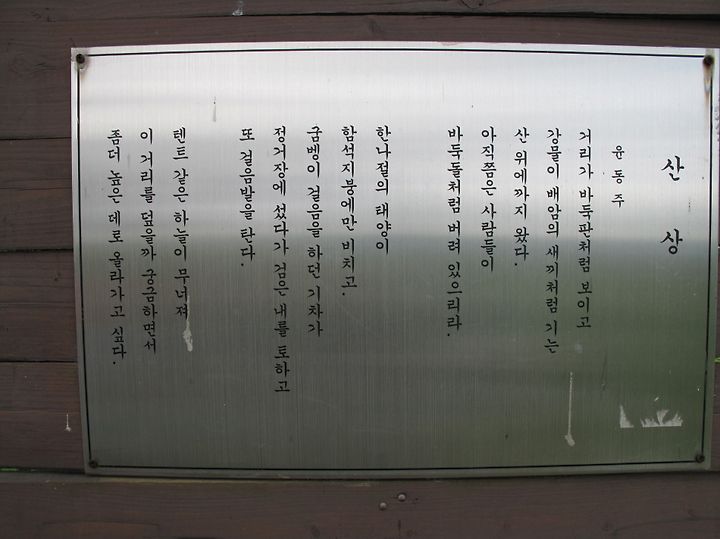 산 상
윤동주
거리가 바둑판처럼 보이고
강물이 배암의 새끼처럼 기는
산 위에까지 왔다.
아직쯤은 사람들이
바둑돌처럼 버려 있으리라.
한나절의 태양이
함석지붕에만 비치고.
굼벵이 걸음을 하던 기차가
정거장에 섰다가 검은 내를 토하고
또 걸음발을 탄다.
텐트 같은 하늘이 무너져
이 거리를 덮을까 궁금하면서
좀더 높은 데로 올라가고 싶다.